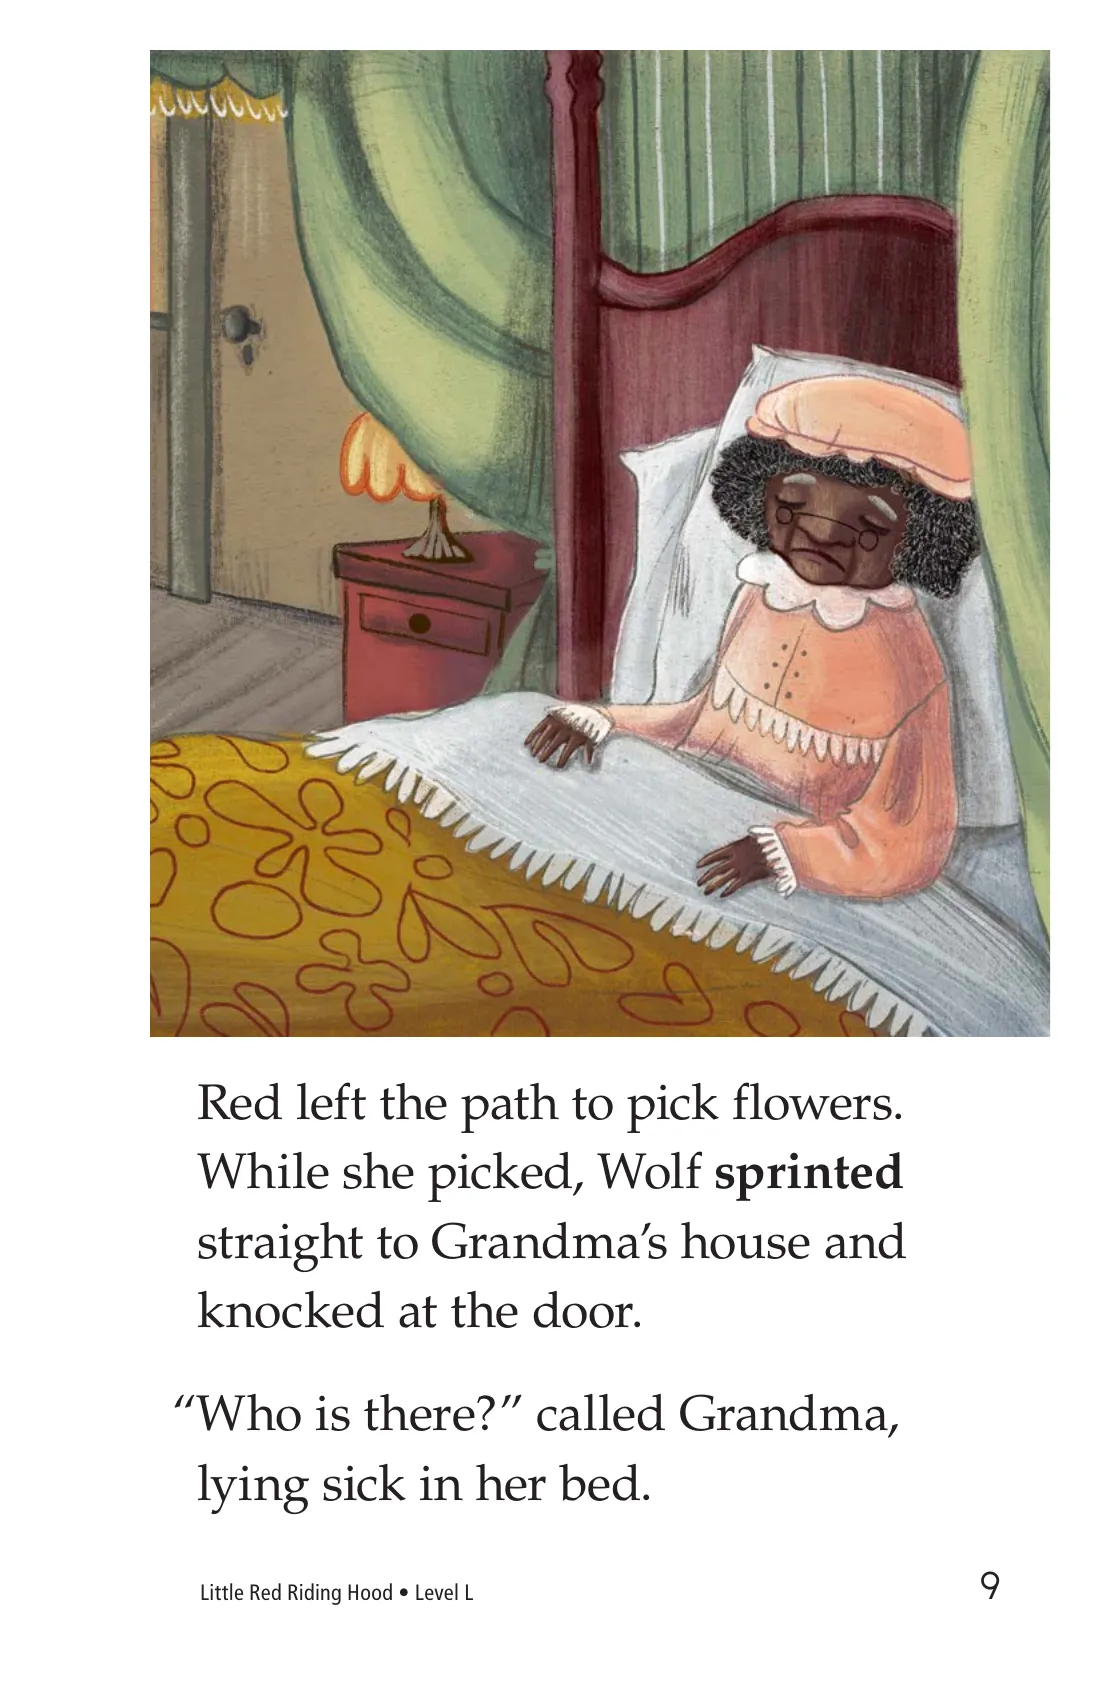 Red left the path to pick flowers.
While she picked, Wolf sprinted
straight to Grandma’s house and
knocked at the door.
“Who is there?” called Grandma,
lying sick in her bed.
Little Red Riding Hood • Level L
9